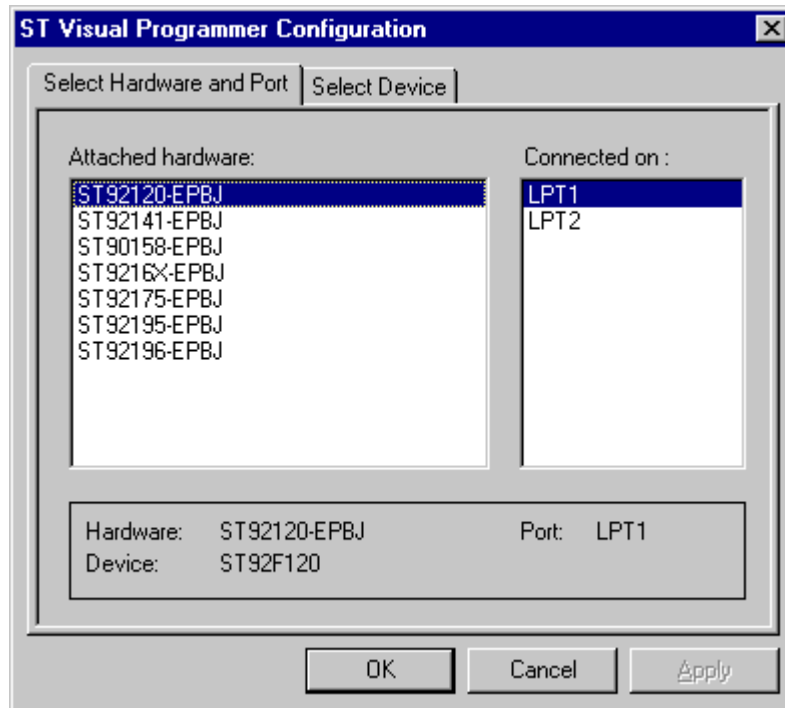 ST Visual Programmer Configuration
Select Hardware and Port
Select Device
Attached hardware:
ST92120-EPBJ
ST92141-EPBJ
ST90158-EPBJ
ST9216X-EPBJ
ST92175-EPBJ
ST92195-EPBJ
ST92196-EPBJ
Connected on :
LPT1
LPT2
Hardware: ST92120-EPBJ Port: LPT1
Device: ST92F120
OK Cancel Apply